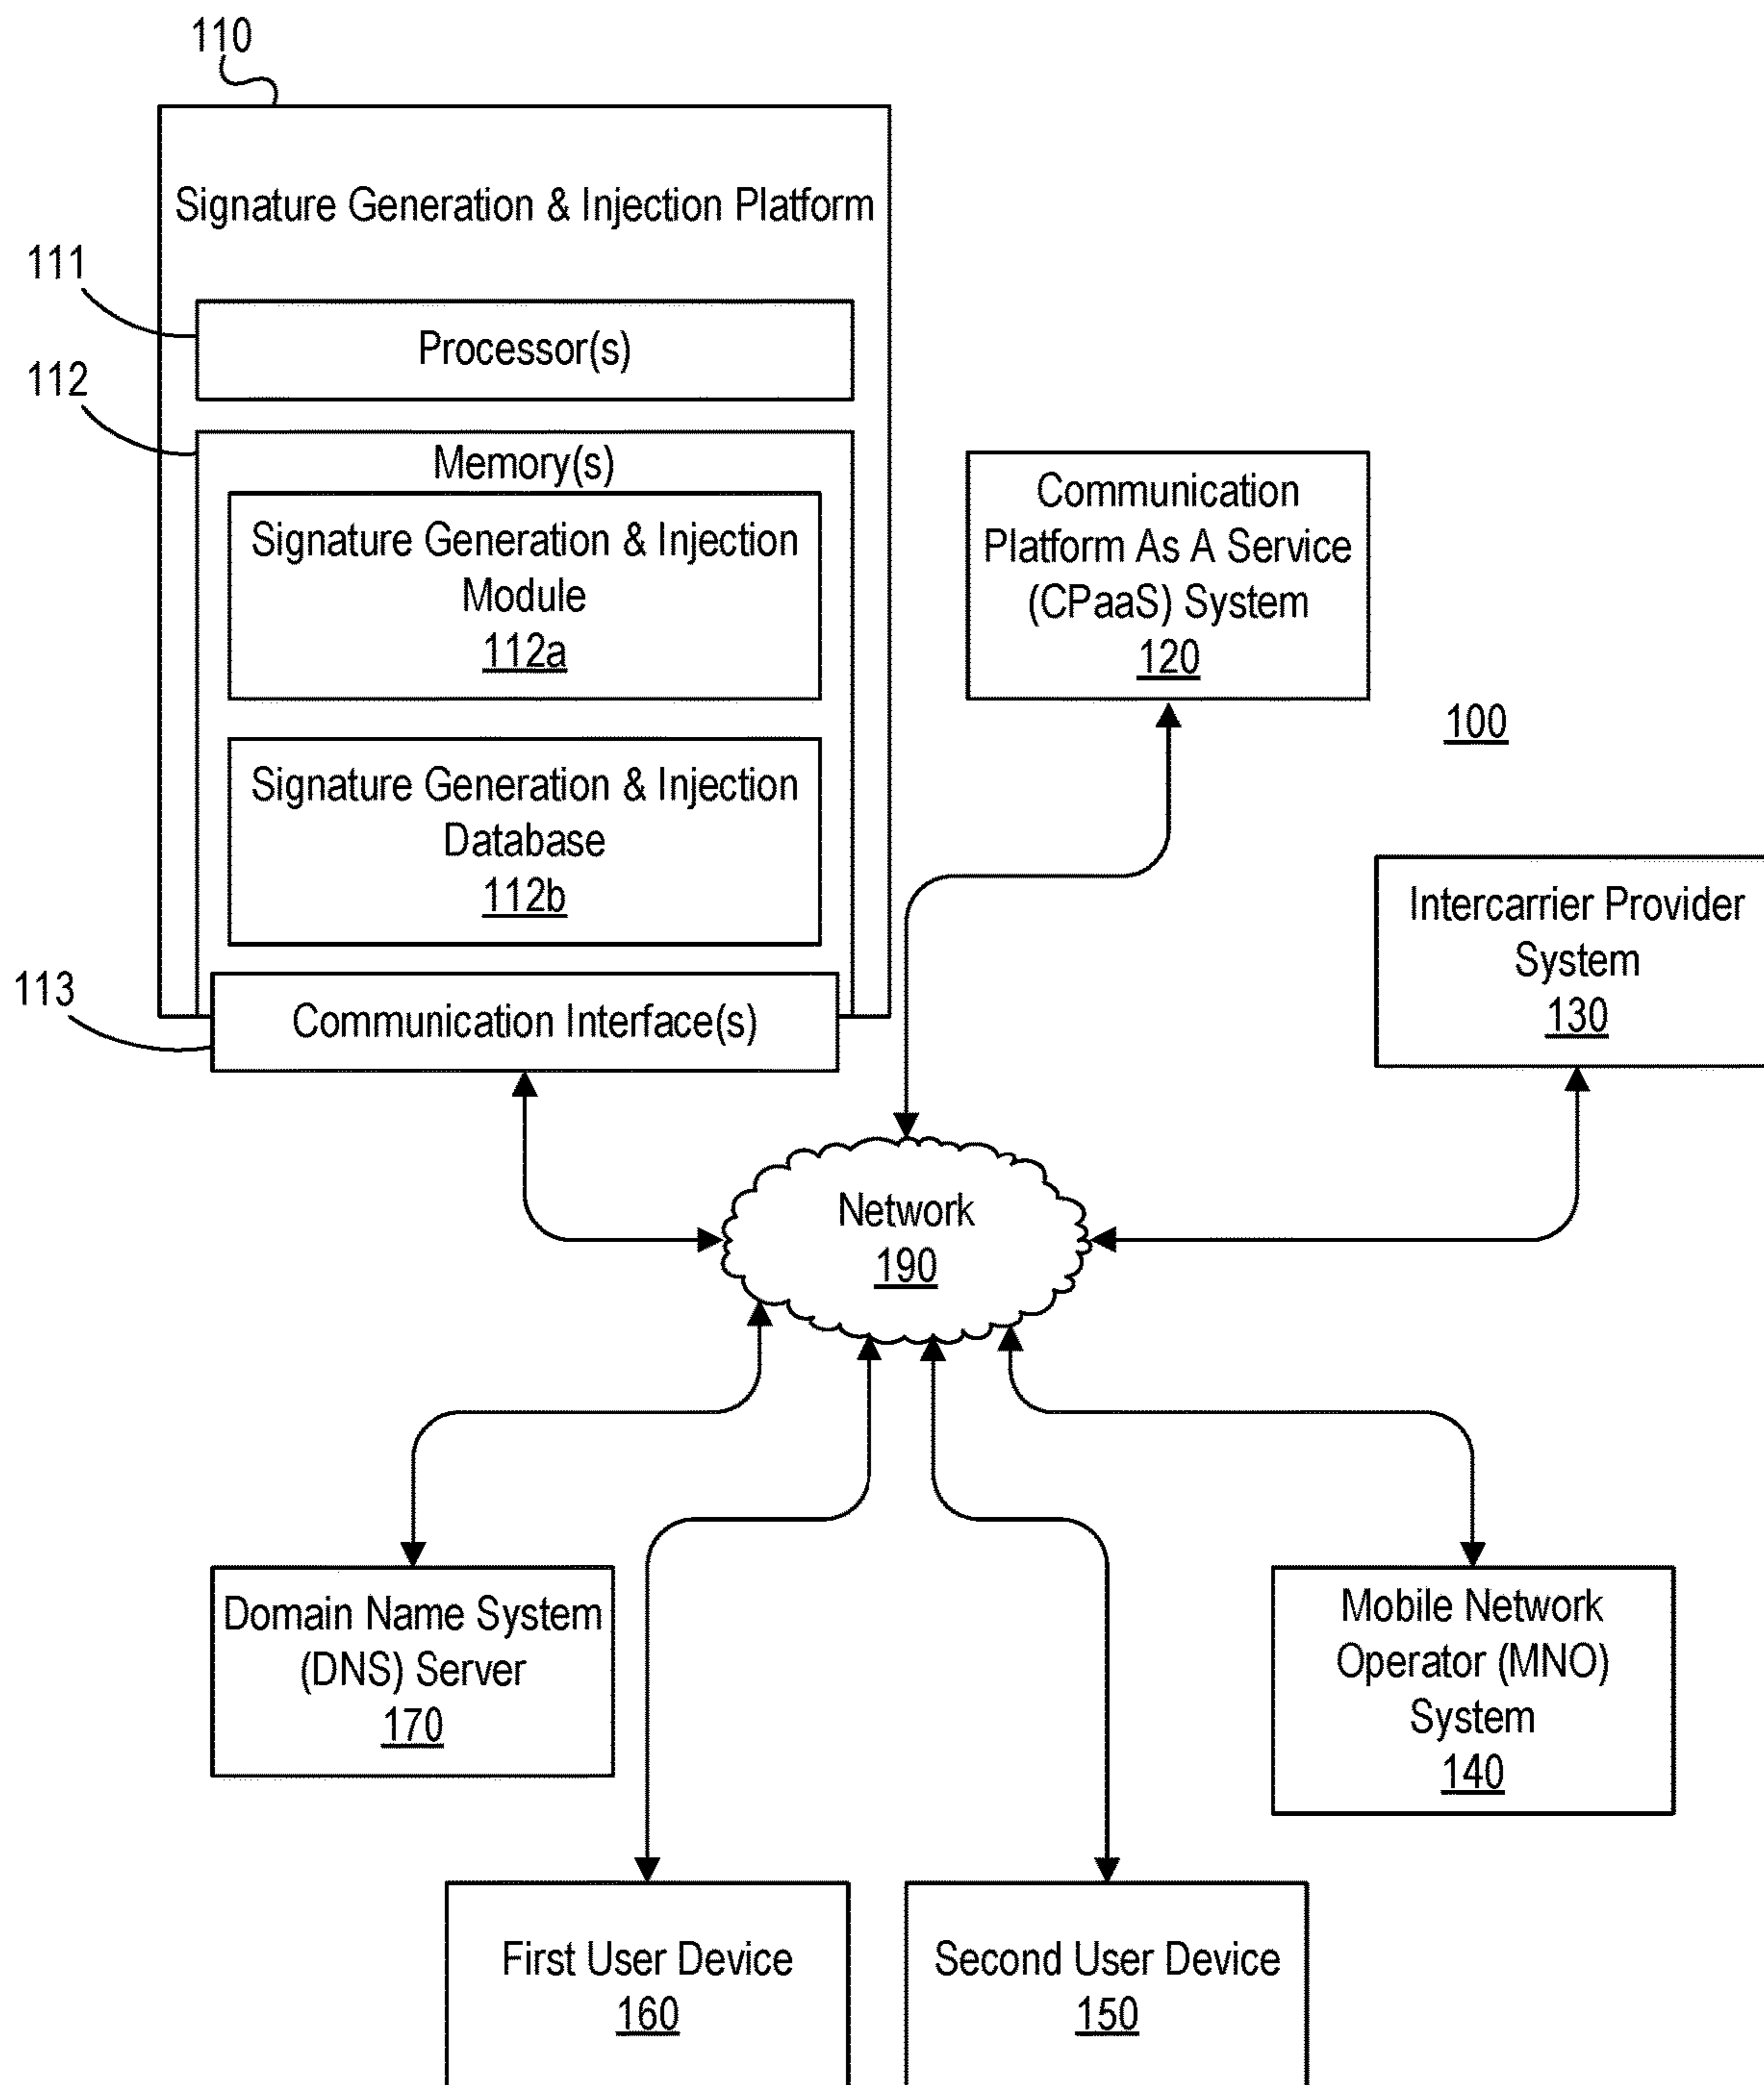 110
Signature Generation & Injection Platform
111
Processor(s)
112
Memory(s)
Signature Generation & Injection
Module
112a
Signature Generation & Injection
Database
112b
113
Communication Interface(s)
Communication
Platform As A Service
(CPaaS) System
120
100
Intercarrier Provider
System
130
Network
190
Domain Name System
(DNS) Server
170
Mobile Network
Operator (MNO)
System
140
First User Device
160
Second User Device
150